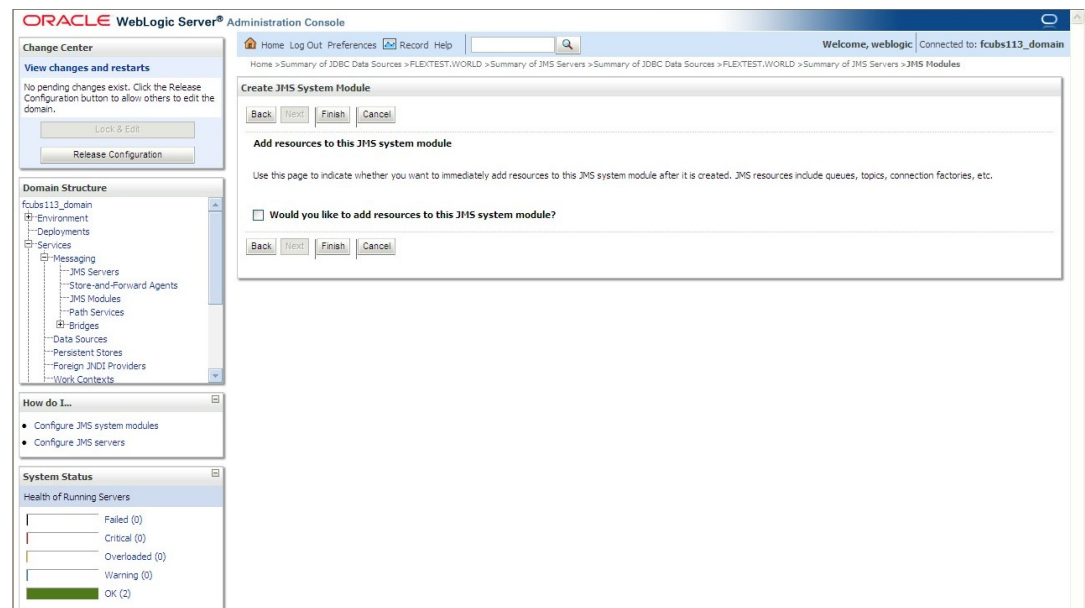 ORACLE WebLogic Server® Administration Console
Change Center
View changes and restarts
No pending changes exist. Click the Release
Configuration button to allow others to edit the
domain.
Lock & Edit
Release Configuration
Domain Structure
fcubs113_domain
Environment
Deployments
Services
Messaging
JMS Servers
Store-and-Forward Agents
JMS Modules
Path Services
Bridges
Data Sources
Persistent Stores
Foreign JNDI Providers
Work Contexts
How do I...
Configure JMS system modules
Configure JMS servers
System Status
Health of Running Servers
Failed (0)
Critical (0)
Overloaded (0)
Warning (0)
OK (2)
Home Log Out Preferences Record Help
Welcome, weblogic Connected to: fcubs113_domain
Home >Summary of JDBC Data Sources >FLEXTEST.WORLD >Summary of JMS Servers >Summary of JDBC Data Sources >FLEXTEST.WORLD >Summary of JMS Servers >JMS Modules
Create JMS System Module
Back Next Finish Cancel
Add resources to this JMS system module
Use this page to indicate whether you want to immediately add resources to this JMS system module after it is created. JMS resources include queues, topics, connection factories, etc.
Would you like to add resources to this JMS system module?
Back Next Finish Cancel